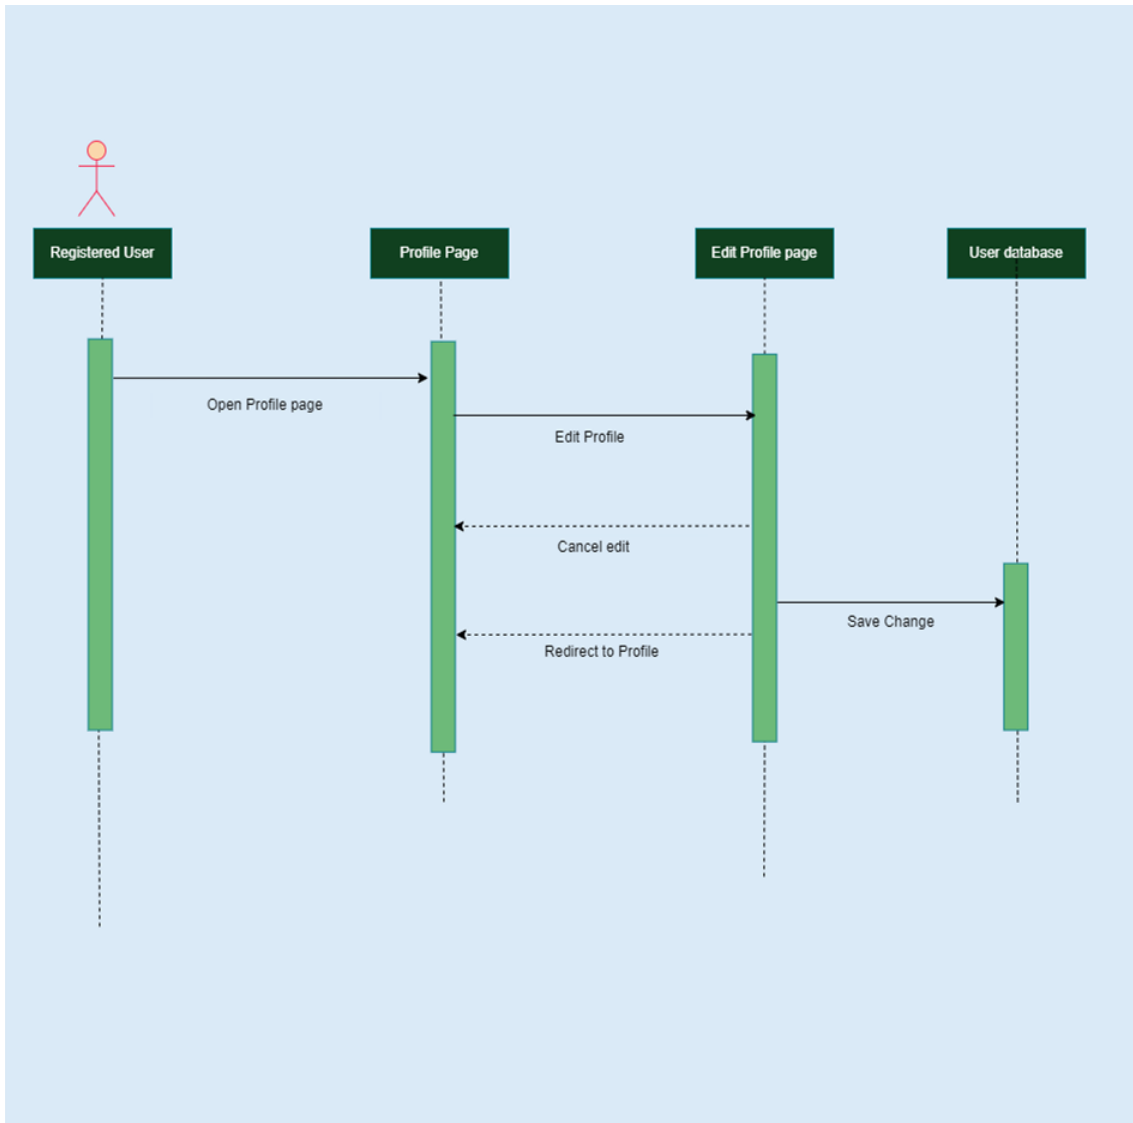 Registered User
Profile Page
Edit Profile page
User database
Open Profile page
Edit Profile
Cancel edit
Save Change
Redirect to Profile